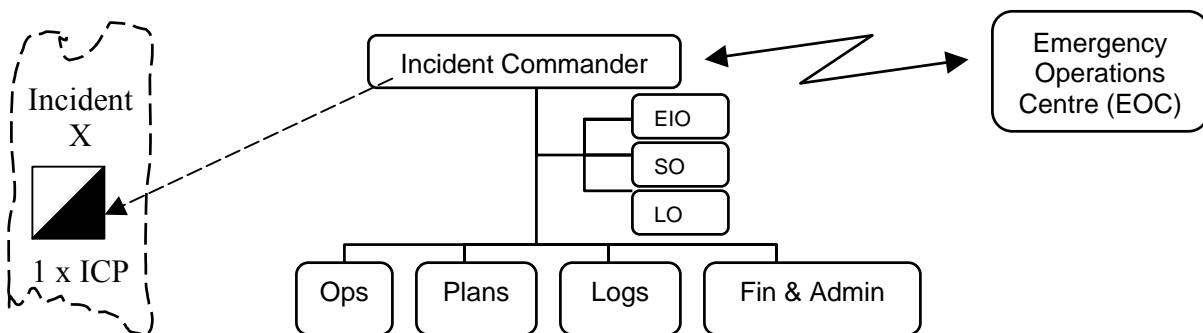 Incident
X
1 x ICP
Incident Commander
EIO
SO
LO
Ops
Plans
Logs
Fin & Admin
Emergency
Operations
Centre (EOC)